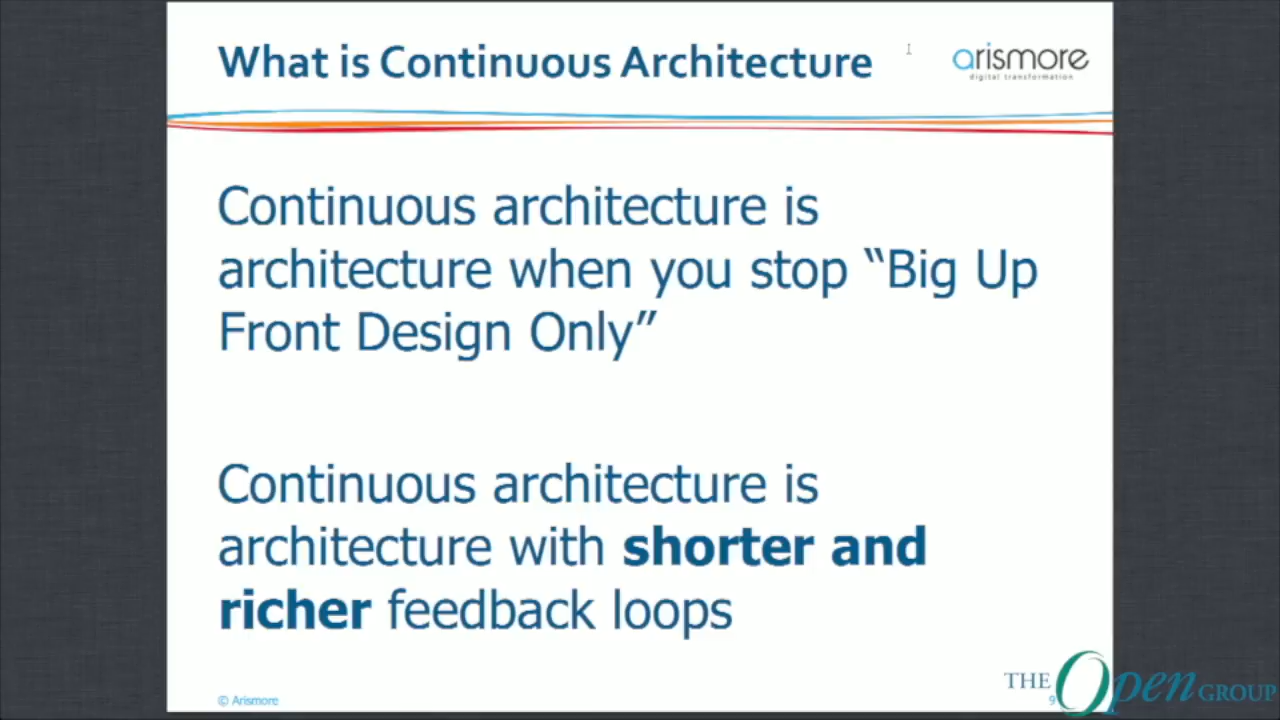 What is Continuous Architecture
arismore
digital transformation
Continuous architecture is
architecture when you stop “Big Up
Front Design Only”
Continuous architecture is
architecture with shorter and
richer feedback loops
© Arismore
9
THE Open GROUP